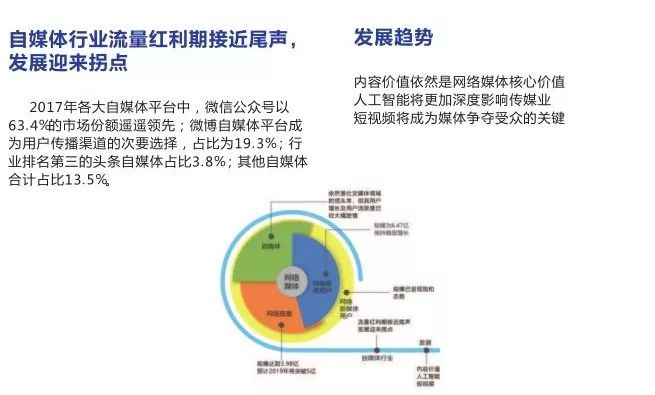 自媒体行业流量红利期接近尾声，
发展迎来拐点
2017年各大自媒体平台中，微信公众号以
63.4%的市场份额遥遥领先；微博自媒体平台成
为用户传播渠道的次要选择，占比为19.3%；行
业排名第三的头条自媒体占比3.8%；其他自媒体
合计占比13.5%。
发展趋势
内容价值依然是网络媒体核心价值
人工智能将更加深度影响传媒业
短视频将成为媒体争夺受众的关键
依然是社交媒体领域
的领头羊，但其用户
增长及用户活跃度已
经大幅放缓
规模为6.47亿
将持续增长
自媒体
网络
媒体
网络直播
网络
新媒体
用户
规模已呈现饱和
态势
流量红利期接近尾声
发展迎来拐点
规模达到3.98亿
预计2019年将突破5亿
自媒体行业
发展
内容价值
人工智能
短视频